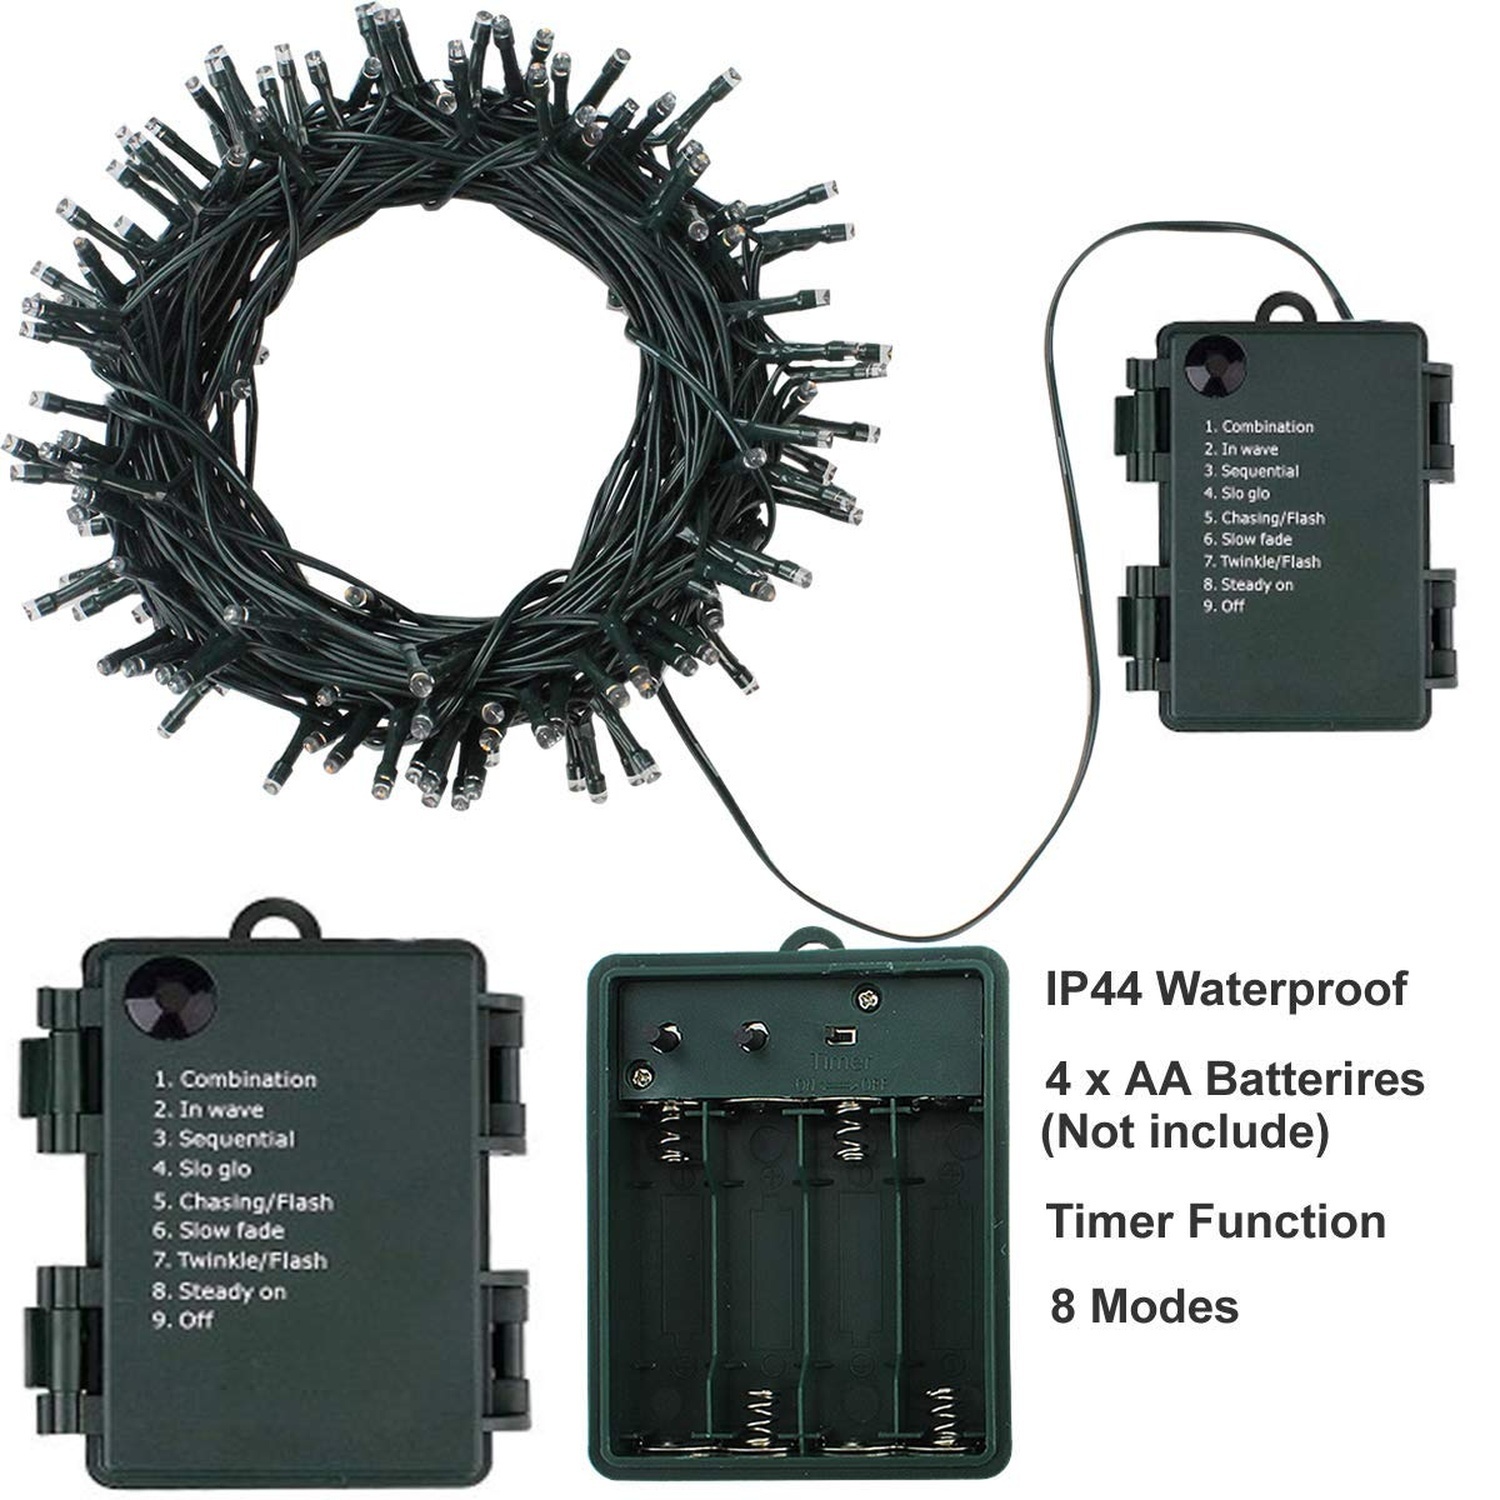 1. Combination
2. In wave
3. Sequential
4. Slo glo
5. Chasing/Flash
6. Slow fade
7. Twinkle/Flash
8. Steady on
9. Off
1. Combination
2. In wave
3. Sequential
4. Slo glo
5. Chasing/Flash
6. Slow fade
7. Twinkle/Flash
8. Steady on
9. Off
Timer
ON OFF
IP44 Waterproof
4 x AA Batterires
(Not include)
Timer Function
8 Modes